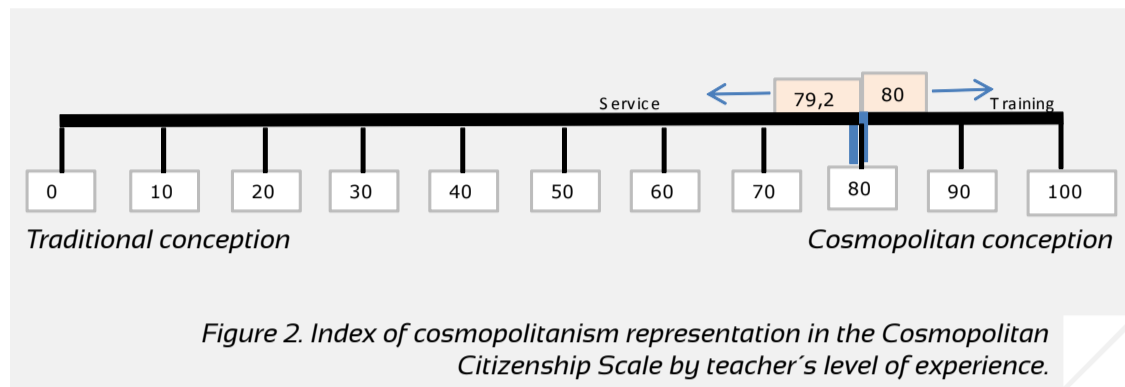 79,2 80
Service Training
0 10 20 30 40 50 60 70 80 90 100
Traditional conception Cosmopolitan conception
Figure 2. Index of cosmopolitanism representation in the Cosmopolitan
Citizenship Scale by teacher´s level of experience.